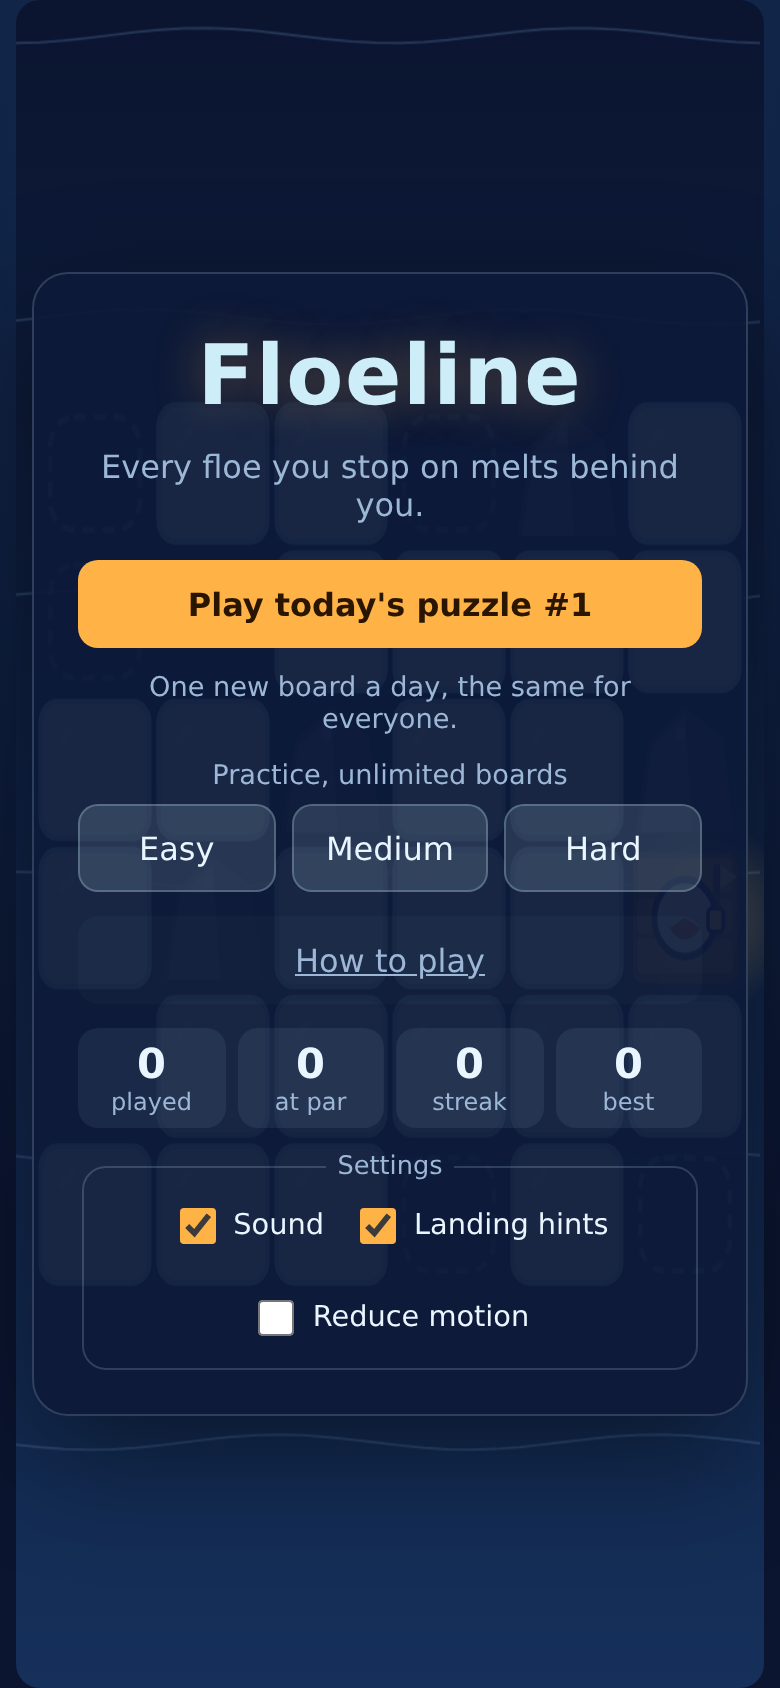 Floeline
Every floe you stop on melts behind
you.
Play today's puzzle #1
One new board a day, the same for
everyone.
Practice, unlimited boards
Easy Medium Hard
How to play
0 0 0 0
played at par streak best
Settings
Sound Landing hints
Reduce motion